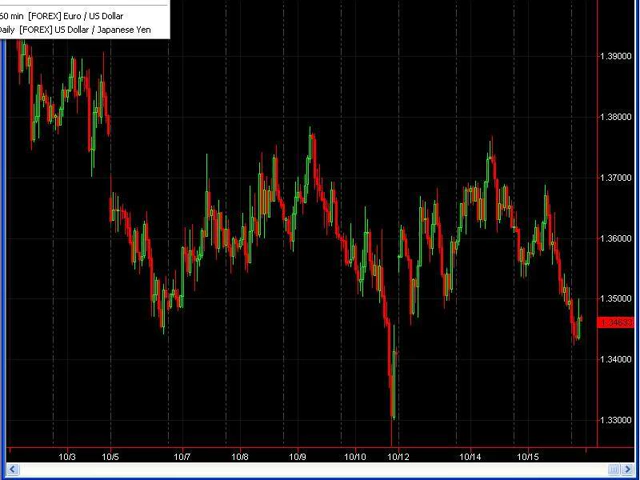 60 min [FOREX] Euro / US Dollar
Daily [FOREX] US Dollar / Japanese Yen
1.39000
1.38000
1.37000
1.36000
1.35000
1.34000
1.33000
10/3 10/5 10/7 10/8 10/9 10/10 10/12 10/14 10/15